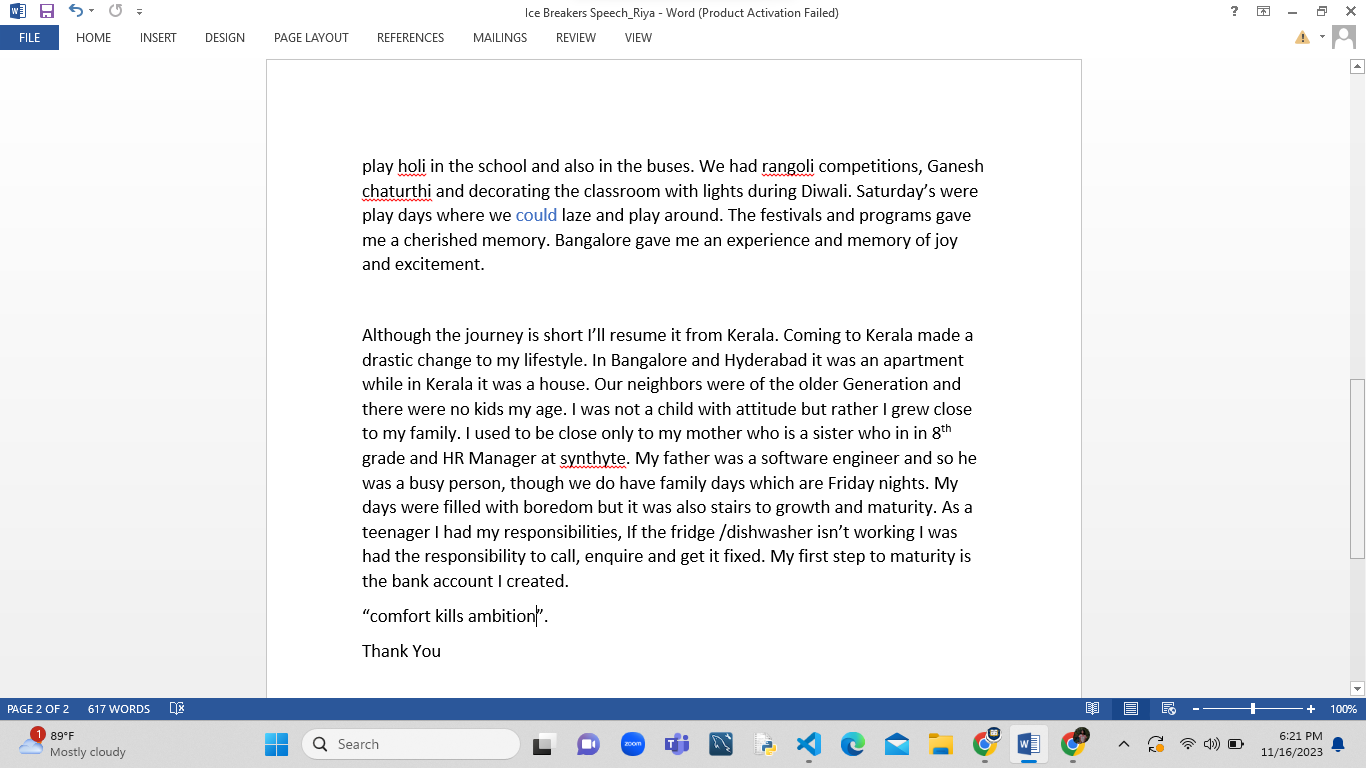 Ice Breakers Speech_Riya - Word (Product Activation Failed)
?
FILE HOME INSERT DESIGN PAGE LAYOUT REFERENCES MAILINGS REVIEW VIEW
play holi in the school and also in the buses. We had rangoli competitions, Ganesh
chaturthi and decorating the classroom with lights during Diwali. Saturday’s were
play days where we could laze and play around. The festivals and programs gave
me a cherished memory. Bangalore gave me an experience and memory of joy
and excitement.
Although the journey is short I’ll resume it from Kerala. Coming to Kerala made a
drastic change to my lifestyle. In Bangalore and Hyderabad it was an apartment
while in Kerala it was a house. Our neighbors were of the older Generation and
there were no kids my age. I was not a child with attitude but rather I grew close
to my family. I used to be close only to my mother who is a sister who in in 8th
grade and HR Manager at synthyte. My father was a software engineer and so he
was a busy person, though we do have family days which are Friday nights. My
days were filled with boredom but it was also stairs to growth and maturity. As a
teenager I had my responsibilities, If the fridge /dishwasher isn’t working I was
had the responsibility to call, enquire and get it fixed. My first step to maturity is
the bank account I created.
“comfort kills ambition”.
Thank You
PAGE 2 OF 2 617 WORDS 100%
1 89°F
Mostly cloudy
Search
zoom
6:21 PM
11/16/2023